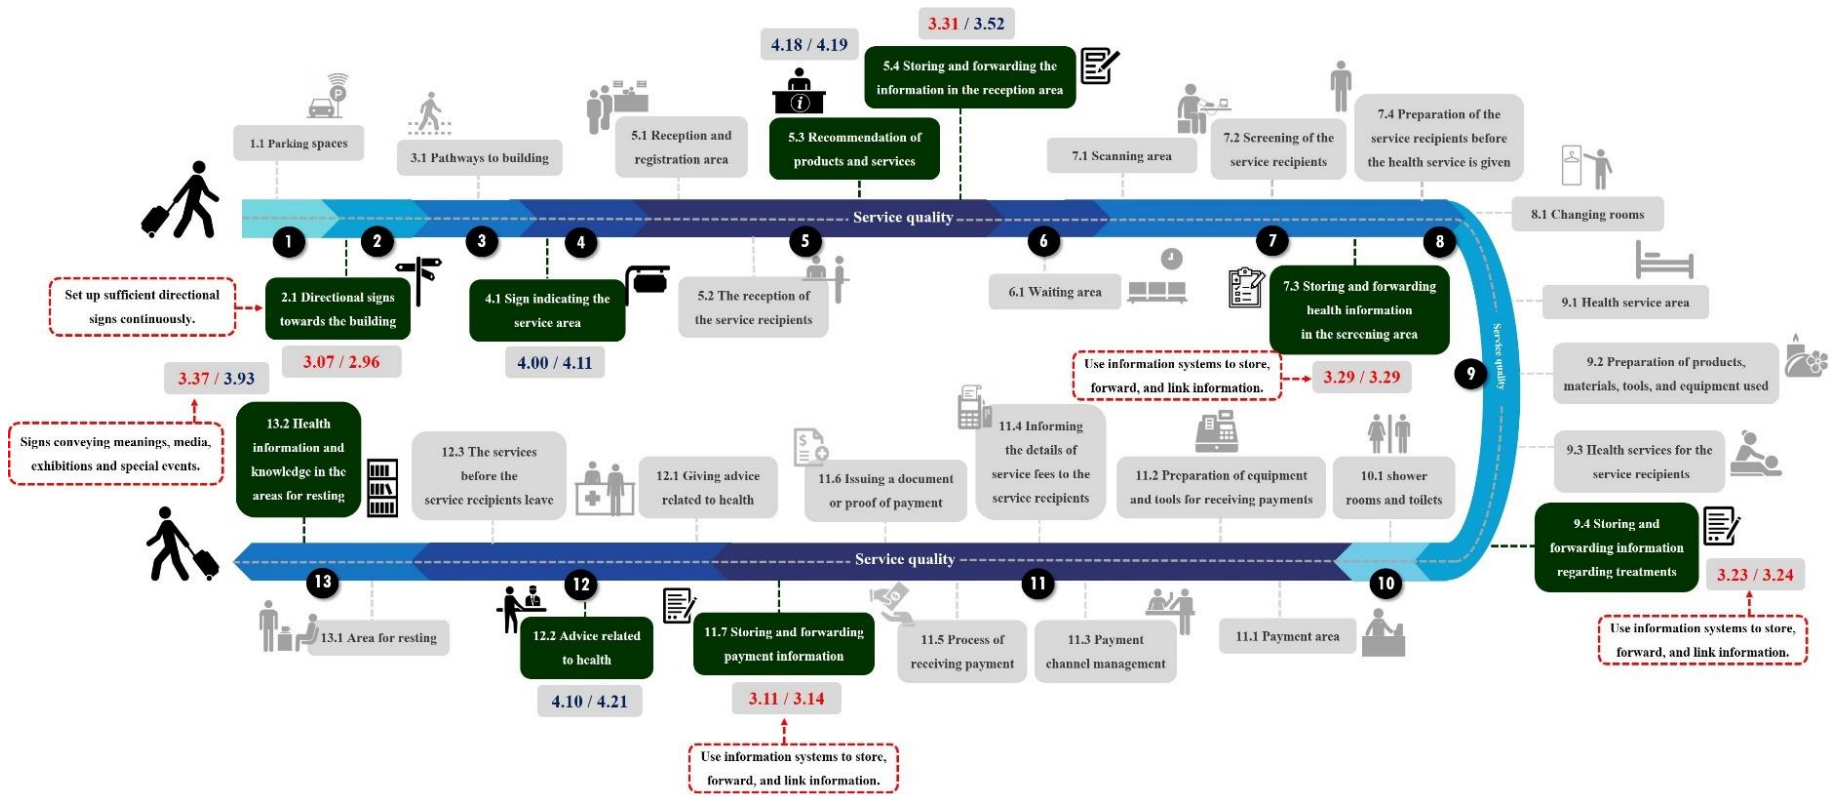 3.31 / 3.52
4.18 / 4.19
5.4 Storing and forwarding the
information in the reception area
1.1 Parking spaces
3.1 Pathways to building
5.1 Reception and
registration area
5.3 Recommendation of
products and services
7.1 Scanning area
7.2 Screening of the
service recipients
7.4 Preparation of the
service recipients before
the health service is given
8.1 Changing rooms
Service quality
1
2
3
4
5
6
7
8
Set up sufficient directional
signs continuously.
2.1 Directional signs
towards the building
3.07 / 2.96
4.1 Sign indicating the
service area
4.00 / 4.11
5.2 The reception of
the service recipients
6.1 Waiting area
7.3 Storing and forwarding
health information
in the screening area
Use information systems to store,
forward, and link information.
3.29 / 3.29
9.1 Health service area
Service quality
9
9.2 Preparation of products,
materials, tools, and equipment used
9.3 Health services for the
service recipients
9.4 Storing and
forwarding information
regarding treatments
3.23 / 3.24
Use information systems to store,
forward, and link information.
3.37 / 3.93
Signs conveying meanings, media,
exhibitions and special events.
13.2 Health
information and
knowledge in the
areas for resting
12.3 The services
before the
service recipients leave
12.1 Giving advice
related to health
$
11.6 Issuing a document
or proof of payment
11.4 Informing
the details of
service fees to the
service recipients
11.2 Preparation of equipment
and tools for receiving payments
10.1 shower
rooms and toilets
Service quality
13
12
11
10
13.1 Area for resting
12.2 Advice related
to health
4.10 / 4.21
11.7 Storing and forwarding
payment information
3.11 / 3.14
Use information systems to store,
forward, and link information.
11.5 Process of
receiving payment
11.3 Payment
channel management
11.1 Payment area